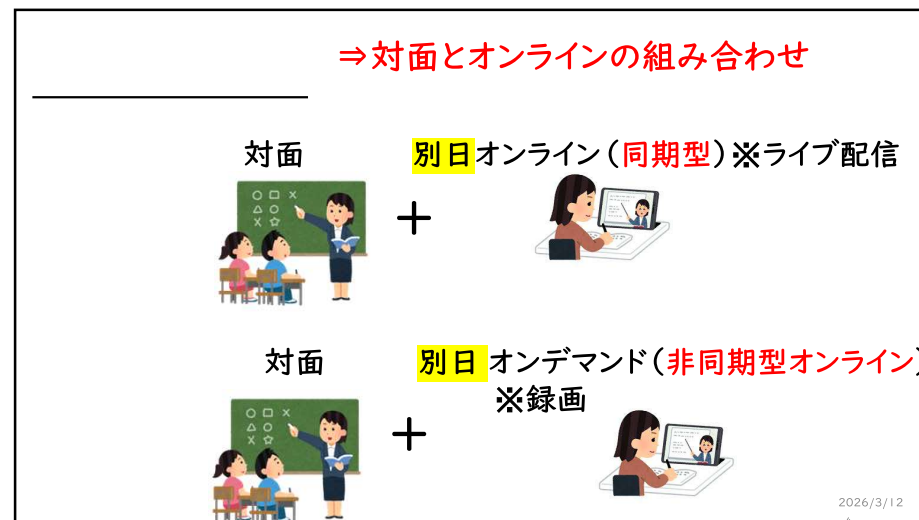 ⇒対面とオンラインの組み合わせ
対面
別日オンライン(同期型)※ライブ配信
対面
別日 オンデマンド(非同期型オンライン)
※録画
2026/3/12